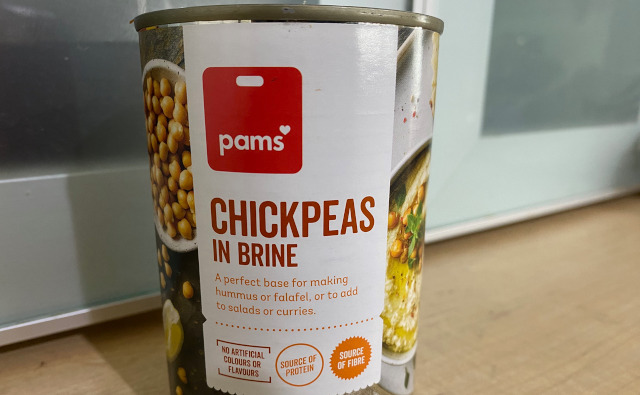 pams
CHICKPEAS
IN BRINE
A perfect base for making
hummus or falafel, or to add
to salads or curries.
NO ARTIFICIAL
COLOURS OR
FLAVOURS
SOURCE OF
PROTEIN
SOURCE OF
FIBRE